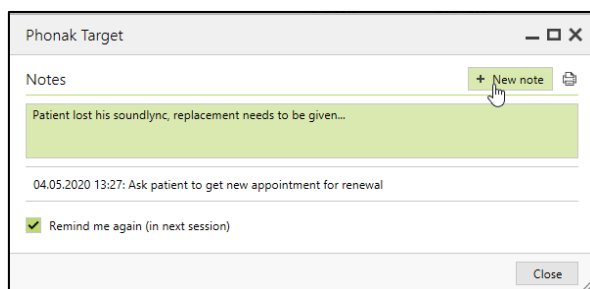 Phonak Target
Notes
+ New note
Patient lost his soundlync, replacement needs to be given...
04.05.2020 13:27: Ask patient to get new appointment for renewal
Remind me again (in next session)
Close